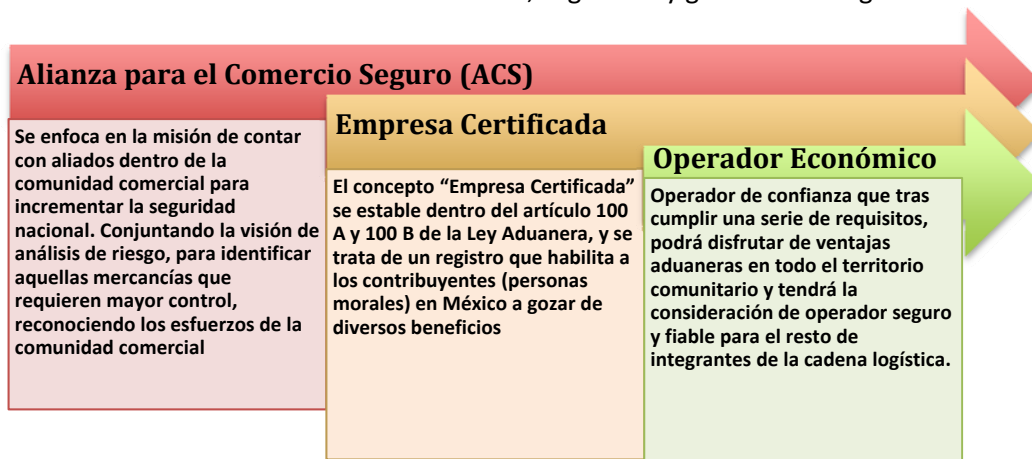 Alianza para el Comercio Seguro (ACS)
Se enfoca en la misión de contar
con aliados dentro de la
comunidad comercial para
incrementar la seguridad
nacional. Conjuntando la visión de
análisis de riesgo, para identificar
aquellas mercancías que
requieren mayor control,
reconociendo los esfuerzos de la
comunidad comercial
Empresa Certificada
El concepto “Empresa Certificada”
se estable dentro del artículo 100
A y 100 B de la Ley Aduanera, y se
trata de un registro que habilita a
los contribuyentes (personas
morales) en México a gozar de
diversos beneficios
Operador Económico
Operador de confianza que tras
cumplir una serie de requisitos,
podrá disfrutar de ventajas
aduaneras en todo el territorio
comunitario y tendrá la
consideración de operador seguro
y fiable para el resto de
integrantes de la cadena logística.